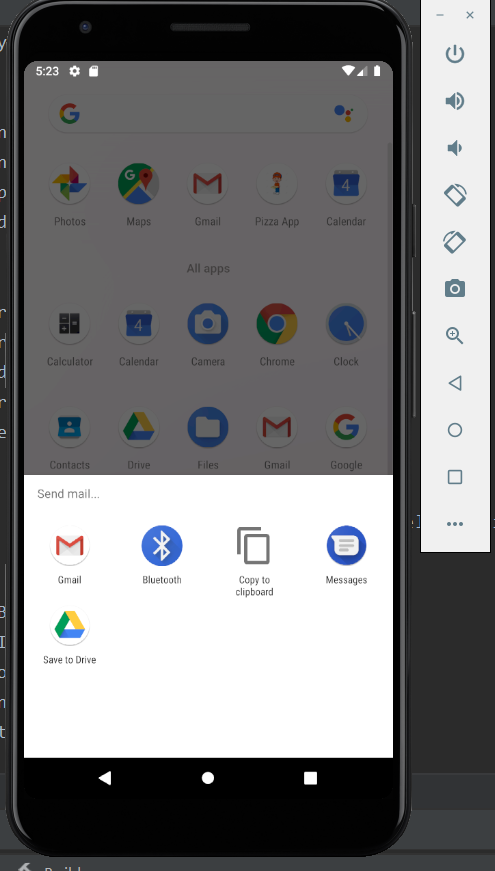 5:23
Photos
Maps
Gmail
Pizza App
Calendar
All apps
Calculator
Calendar
Camera
Chrome
Clock
Contacts
Drive
Files
Gmail
Google
Send mail...
Gmail
Bluetooth
Copy to
clipboard
Messages
Save to Drive